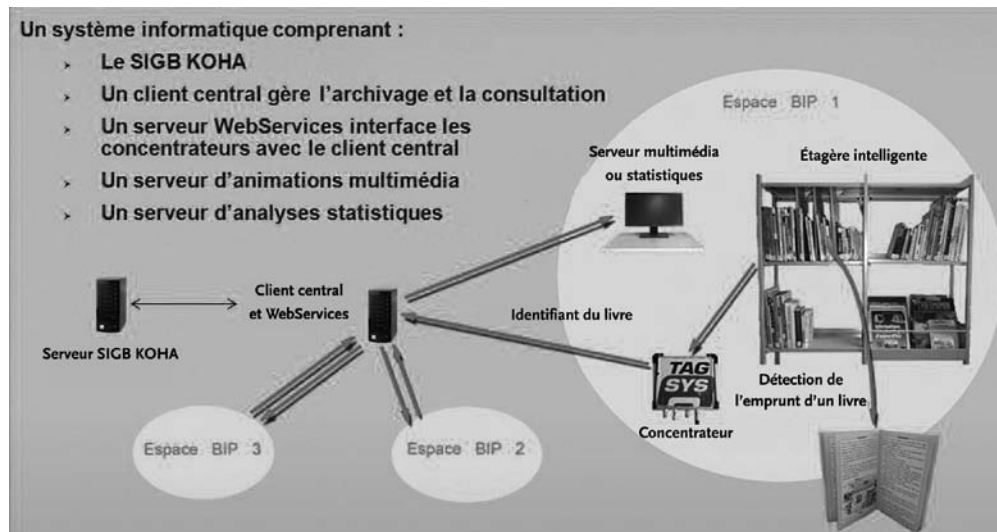 Un système informatique comprenant :
Le SIGB KOHA
Un client central gère l'archivage et la consultation
Un serveur WebServices interface les
concentrateurs avec le client central
Un serveur d'animations multimédia
Un serveur d'analyses statistiques
Espace BIP 1
Serveur multimédia
ou statistiques
Étagère intelligente
Client central
et WebServices
Identifiant du livre
Serveur SIGB KOHA
TAG
SYS
Concentrateur
Détection de
l'emprunt d'un livre
Espace BIP 3
Espace BIP 2